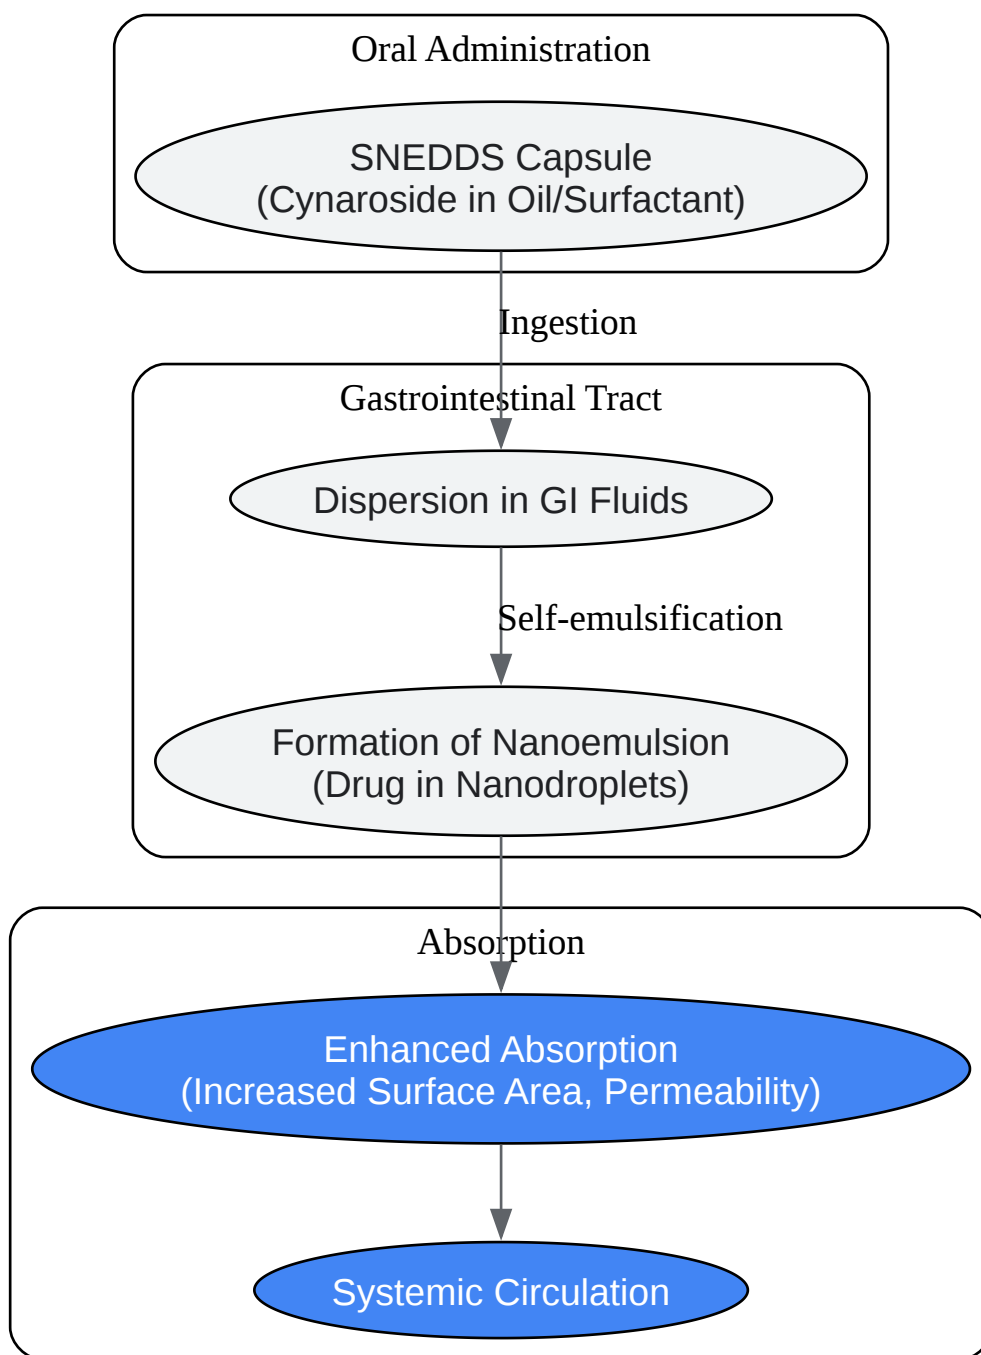 Oral Administration
SNEDDS Capsule
(Cynaroside in Oil/Surfactant)
Ingestion
Gastrointestinal Tract
Dispersion in GI Fluids
Self-emulsification
Formation of Nanoemulsion
(Drug in Nanodroplets)
Absorption
Enhanced Absorption
(Increased Surface Area, Permeability)
Systemic Circulation